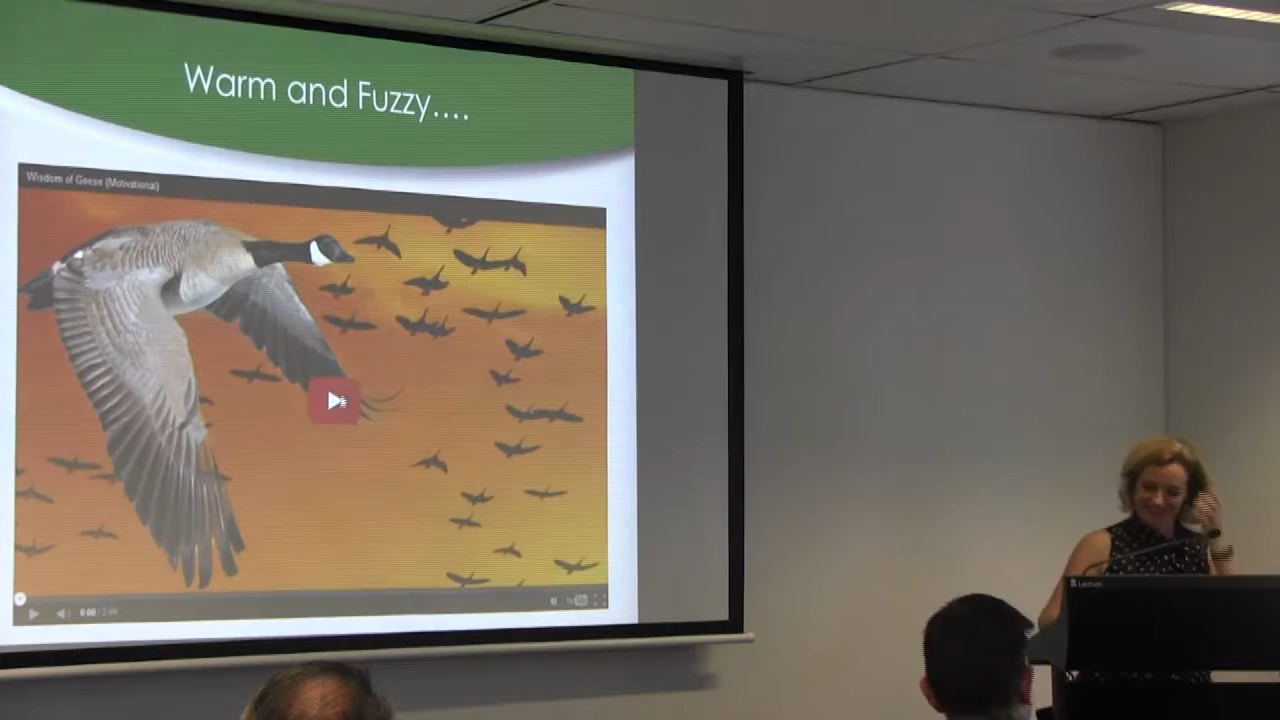 Warm and Fuzzy....
Wisdom of Geese (Motivational)
0:00